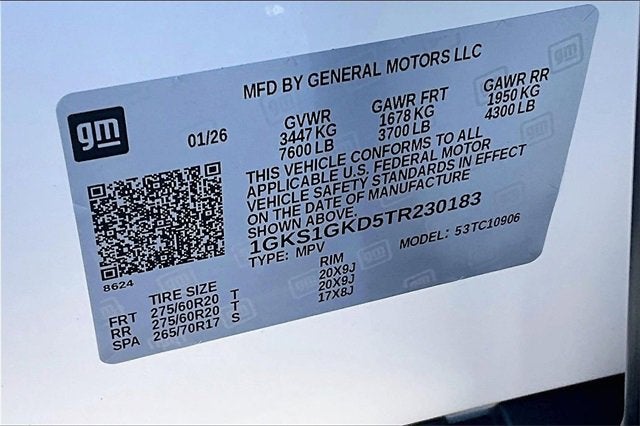 MFD BY GENERAL MOTORS LLC
gm
01/26
GVWR GAWR FRT GAWR RR
3447 KG 1678 KG 1950 KG
7600 LB 3700 LB 4300 LB
THIS VEHICLE CONFORMS TO ALL
APPLICABLE U.S. FEDERAL MOTOR
VEHICLE SAFETY STANDARDS IN EFFECT
ON THE DATE OF MANUFACTURE
SHOWN ABOVE.
1GKS1GKD5TR230183
TYPE: MPV MODEL: 53TC10906
8624
TIRE SIZE RIM
FRT 275/60R20 T 20X9J
RR 275/60R20 T 20X9J
SPA 265/70R17 S 17X8J